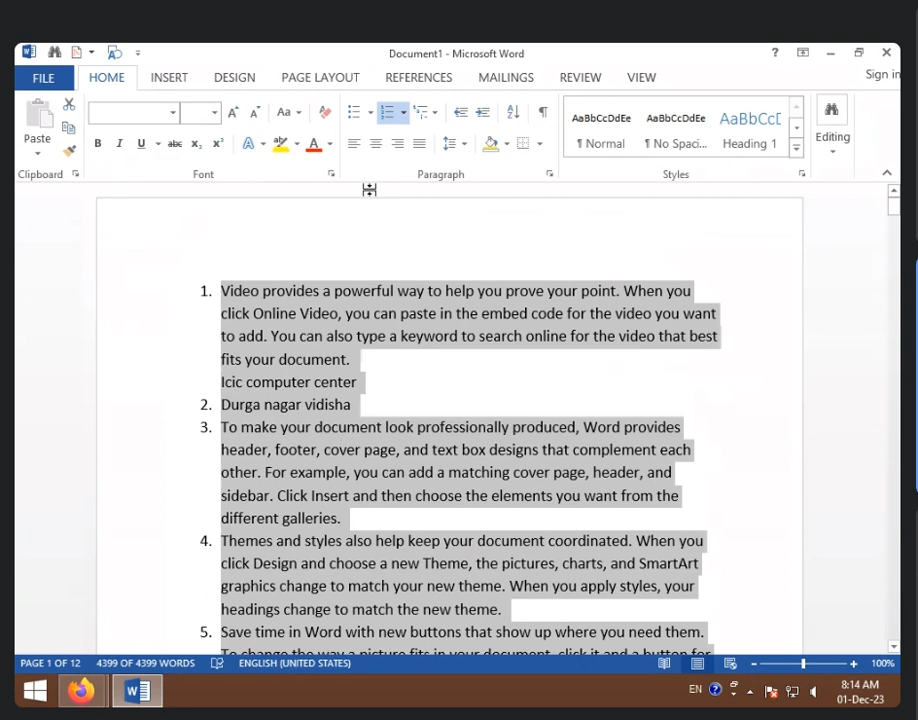 Document1 - Microsoft Word
? 
Sign in
FILE HOME INSERT DESIGN PAGE LAYOUT REFERENCES MAILINGS REVIEW VIEW
Paste
Clipboard
Aa
B I U abc X₂ X² A A
Font
Paragraph
AaBbCcDdEe AaBbCcDdEe AaBbCcD
¶ Normal ¶ No Spaci... Heading 1
Styles
Editing
1. Video provides a powerful way to help you prove your point. When you
click Online Video, you can paste in the embed code for the video you want
to add. You can also type a keyword to search online for the video that best
fits your document.
Icic computer center
2. Durga nagar vidisha
3. To make your document look professionally produced, Word provides
header, footer, cover page, and text box designs that complement each
other. For example, you can add a matching cover page, header, and
sidebar. Click Insert and then choose the elements you want from the
different galleries.
4. Themes and styles also help keep your document coordinated. When you
click Design and choose a new Theme, the pictures, charts, and SmartArt
graphics change to match your new theme. When you apply styles, your
headings change to match the new theme.
5. Save time in Word with new buttons that show up where you need them.
To change the way a picture fits in your document, click it and a button for
PAGE 1 OF 12 4399 OF 4399 WORDS ENGLISH (UNITED STATES) 100%
EN 8:14 AM
01-Dec-23